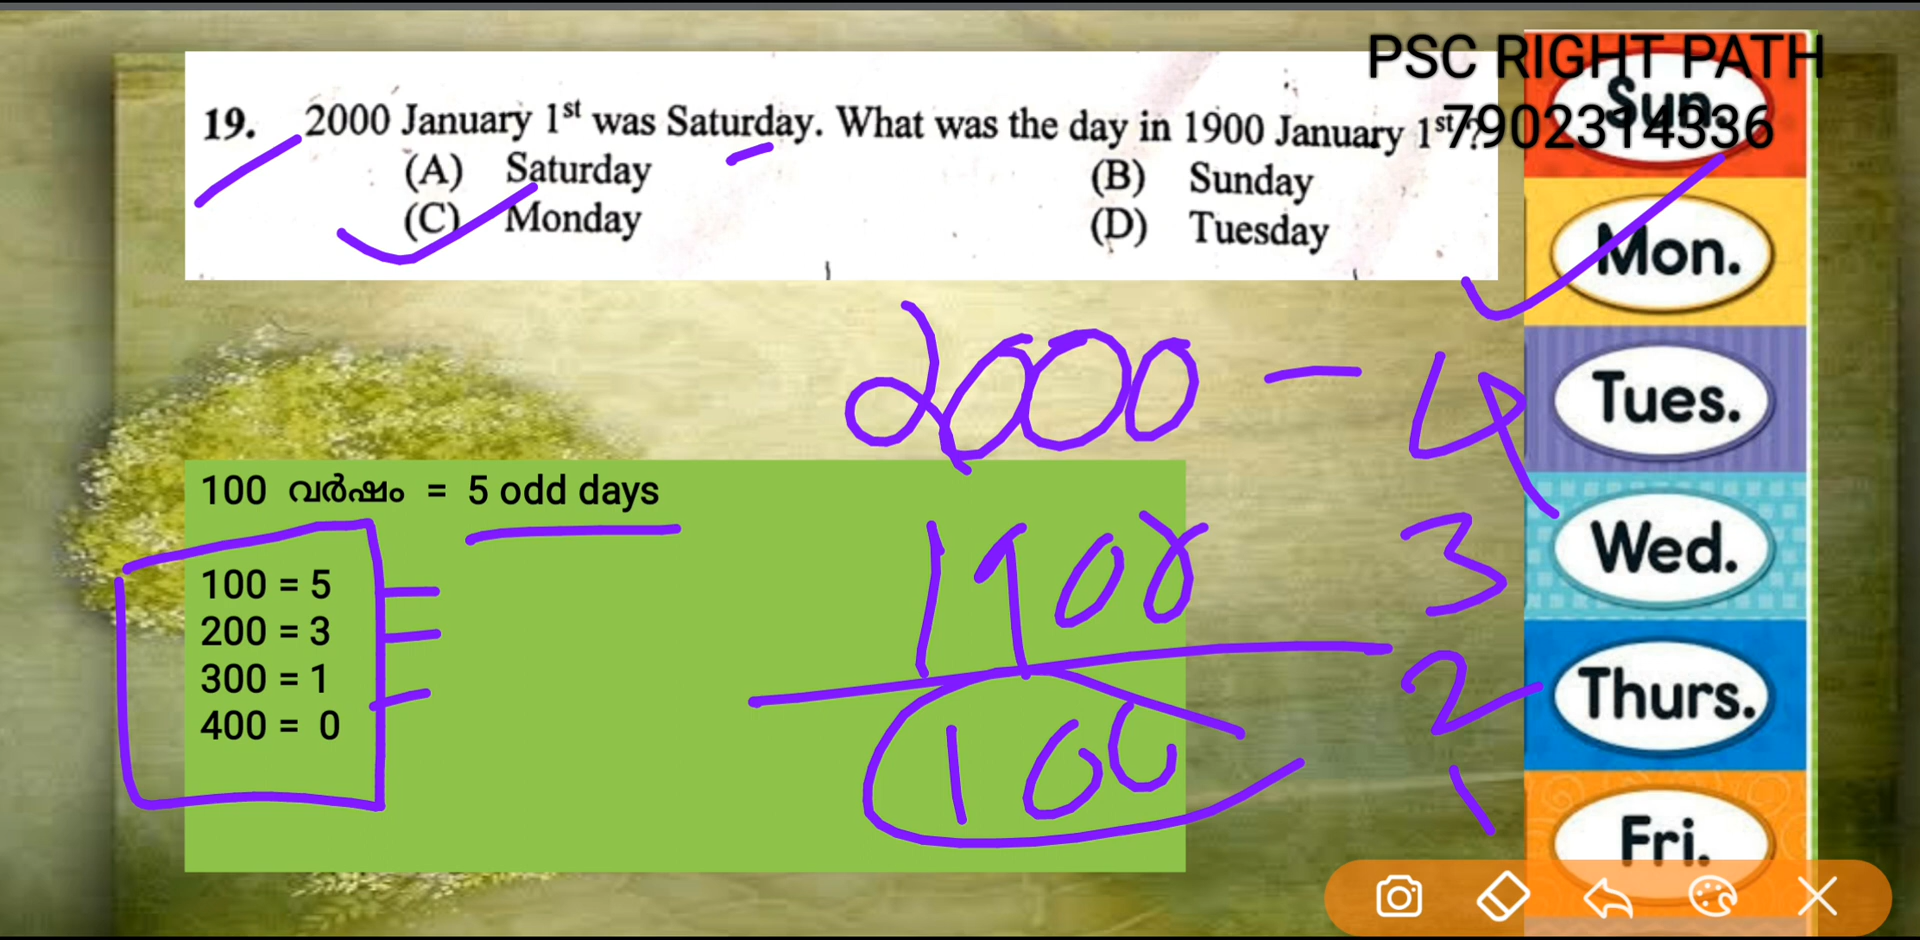 PSC RIGHT PATH
7902314336
19. 2000 January 1st was Saturday. What was the day in 1900 January 1st?
(A) Saturday (B) Sunday
(C) Monday (D) Tuesday
Sun.
Mon.
Tues.
Wed.
Thurs.
Fri.
2000 – 4
1900 3
100 2
1
100 വർഷം = 5 odd days
100 = 5
200 = 3
300 = 1
400 = 0